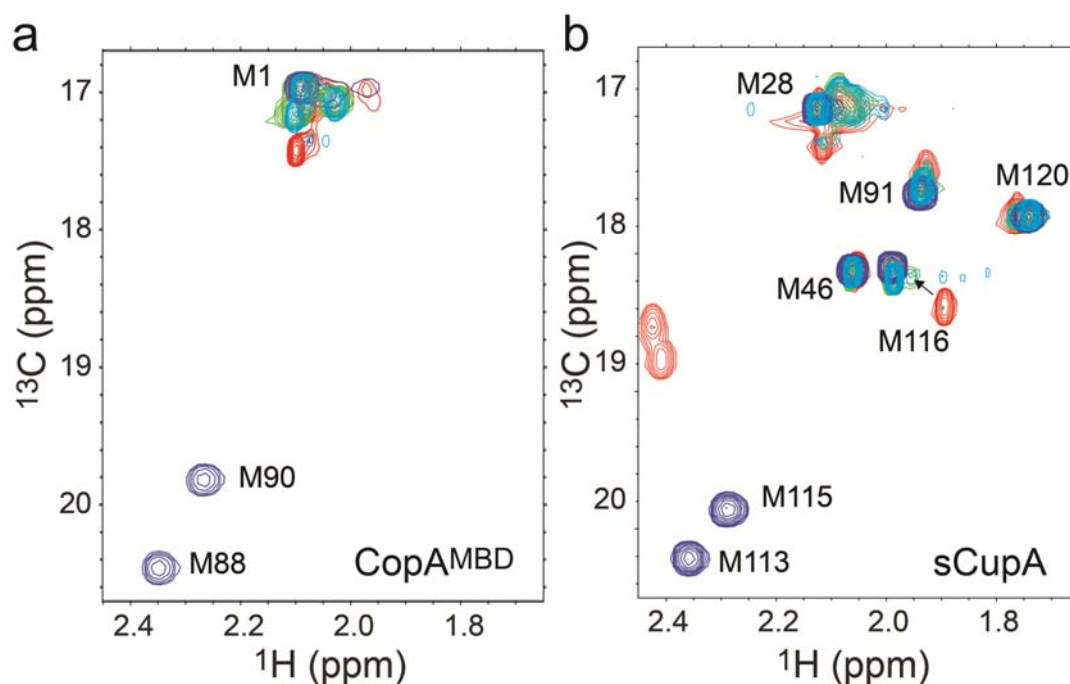 a
M1
17
18
19
20
13C (ppm)
M90
M88
CopAMBD
2.4
2.2
2.0
1.8
1H (ppm)
b
M28
17
M91
M120
18
M46
M116
19
13C (ppm)
20
M115
M113
sCupA
2.4
2.2
2.0
1.8
1H (ppm)